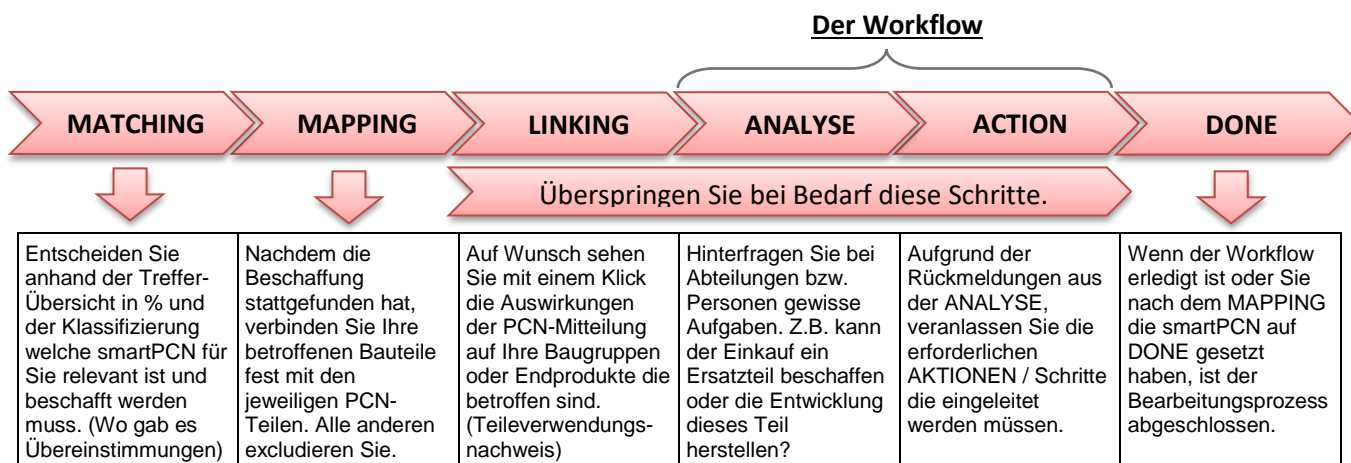 Der Workflow
MATCHING
MAPPING
LINKING
ANALYSE
ACTION
DONE
Überspringen Sie bei Bedarf diese Schritte.
Entscheiden Sie
anhand der Treffer-
Übersicht in % und
der Klassifizierung
welche smartPCN für
Sie relevant ist und
beschafft werden
muss. (Wo gab es
Übereinstimmungen)
Nachdem die
Beschaffung
stattgefunden hat,
verbinden Sie Ihre
betroffenen Bauteile
fest mit den
jeweiligen PCN-
Teilen. Alle anderen
excludieren Sie.
Auf Wunsch sehen
Sie mit einem Klick
die Auswirkungen
der PCN-Mitteilung
auf Ihre Baugruppen
oder Endprodukte die
betroffen sind.
(Teileverwendungs-
nachweis)
Hinterfragen Sie bei
Abteilungen bzw.
Personen gewisse
Aufgaben. Z.B. kann
der Einkauf ein
Ersatzteil beschaffen
oder die Entwicklung
dieses Teil
herstellen?
Aufgrund der
Rückmeldungen aus
der ANALYSE,
veranlassen Sie die
erforderlichen
AKTIONEN / Schritte
die eingeleitet
werden müssen.
Wenn der Workflow
erledigt ist oder Sie
nach dem MAPPING
die smartPCN auf
DONE gesetzt
haben, ist der
Bearbeitungsprozess
abgeschlossen.